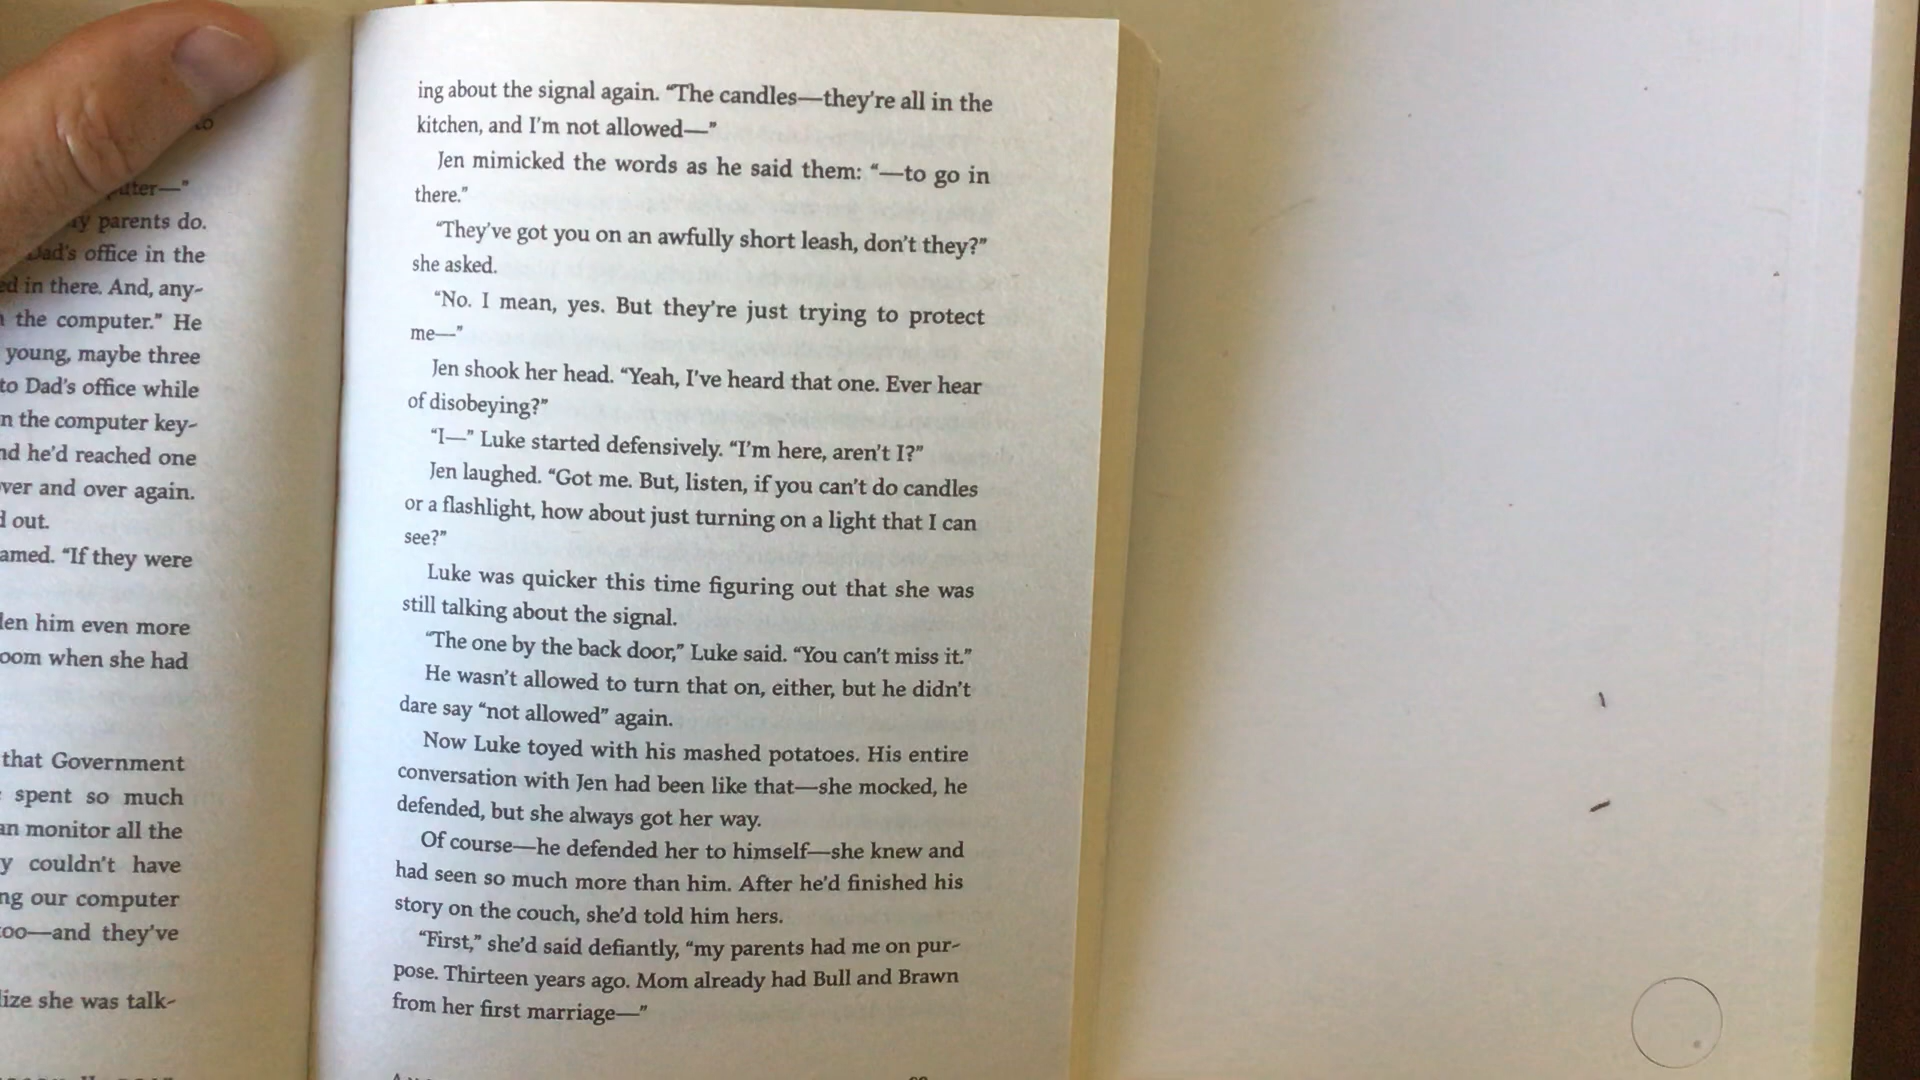 to
puter—"
my parents do.
Dad's office in the
ed in there. And, any-
the computer." He
young, maybe three
to Dad's office while
n the computer key-
nd he'd reached one
ver and over again.
d out.
amed. "If they were
den him even more
oom when she had
that Government
spent so much
an monitor all the
y couldn't have
ng our computer
too—and they've
lize she was talk-
ing about the signal again. "The candles—they're all in the
kitchen, and I'm not allowed—"
Jen mimicked the words as he said them: "—to go in
there."
"They've got you on an awfully short leash, don't they?"
she asked.
"No. I mean, yes. But they're just trying to protect
me—"
Jen shook her head. "Yeah, I've heard that one. Ever hear
of disobeying?"
"I—" Luke started defensively. "I'm here, aren't I?"
Jen laughed. "Got me. But, listen, if you can't do candles
or a flashlight, how about just turning on a light that I can
see?"
Luke was quicker this time figuring out that she was
still talking about the signal.
"The one by the back door," Luke said. "You can't miss it."
He wasn't allowed to turn that on, either, but he didn't
dare say "not allowed" again.
Now Luke toyed with his mashed potatoes. His entire
conversation with Jen had been like that—she mocked, he
defended, but she always got her way.
Of course—he defended her to himself—she knew and
had seen so much more than him. After he'd finished his
story on the couch, she'd told him hers.
"First," she'd said defiantly, "my parents had me on pur-
pose. Thirteen years ago. Mom already had Bull and Brawn
from her first marriage—"